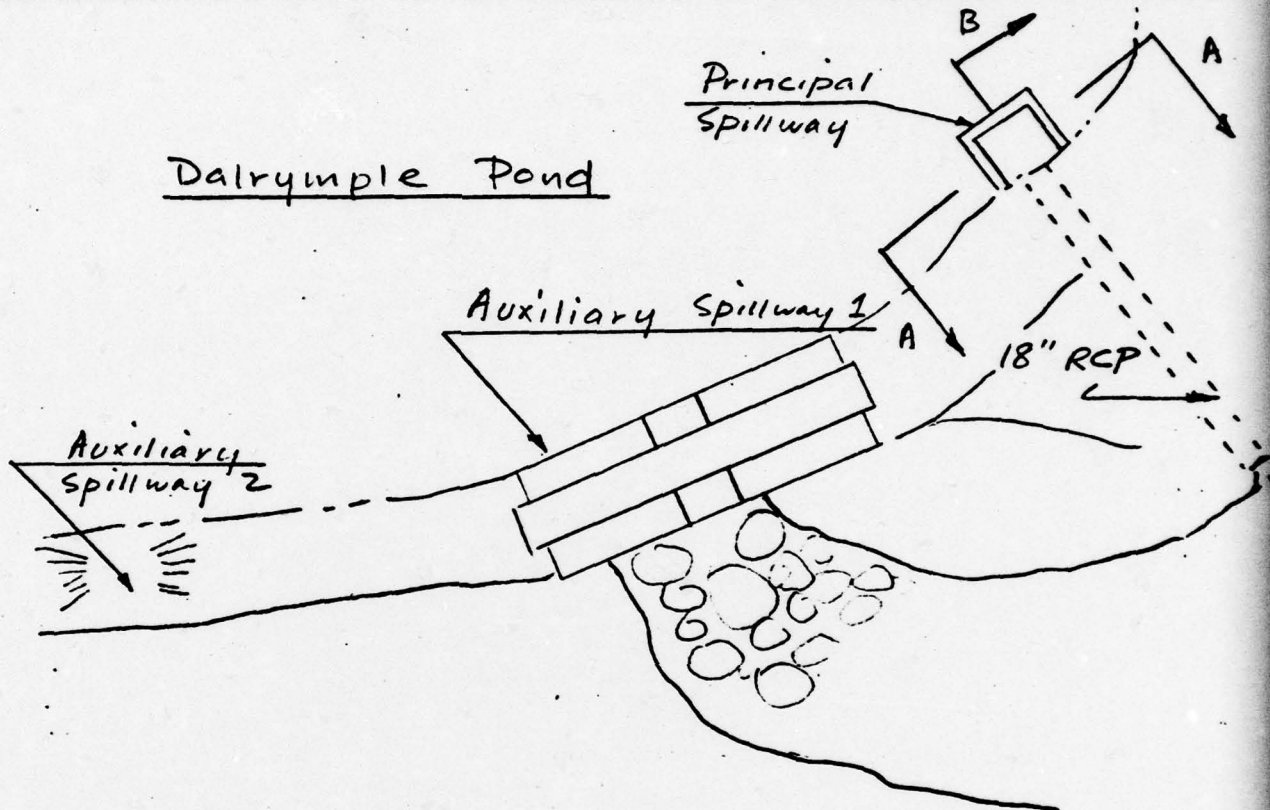 B
A
Principal
Spillway
Dalrymple Pond
Auxiliary Spillway 1
A
18" RCP
Auxiliary
Spillway 2